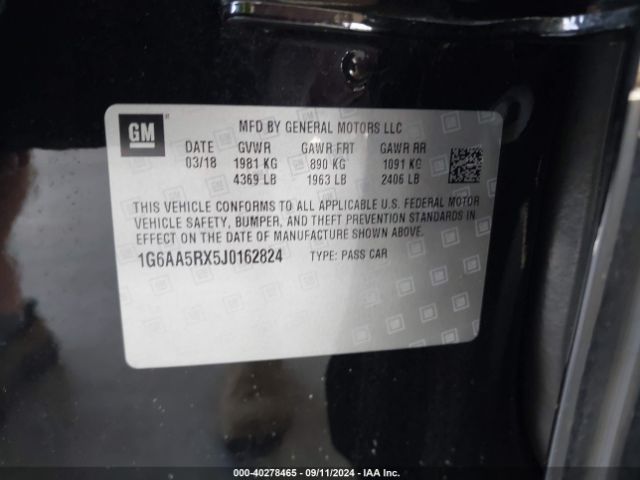 GM
MFD BY GENERAL MOTORS LLC
DATE GVWR GAWR FRT GAWR RR
03/18 1981 KG 890 KG 1091 KG
4369 LB 1963 LB 2406 LB
THIS VEHICLE CONFORMS TO ALL APPLICABLE U.S. FEDERAL MOTOR
VEHICLE SAFETY, BUMPER, AND THEFT PREVENTION STANDARDS IN
EFFECT ON THE DATE OF MANUFACTURE SHOWN ABOVE.
1G6AA5RX5J0162824 TYPE: PASS CAR
000-40278465 - 09/11/2024 - IAA Inc.